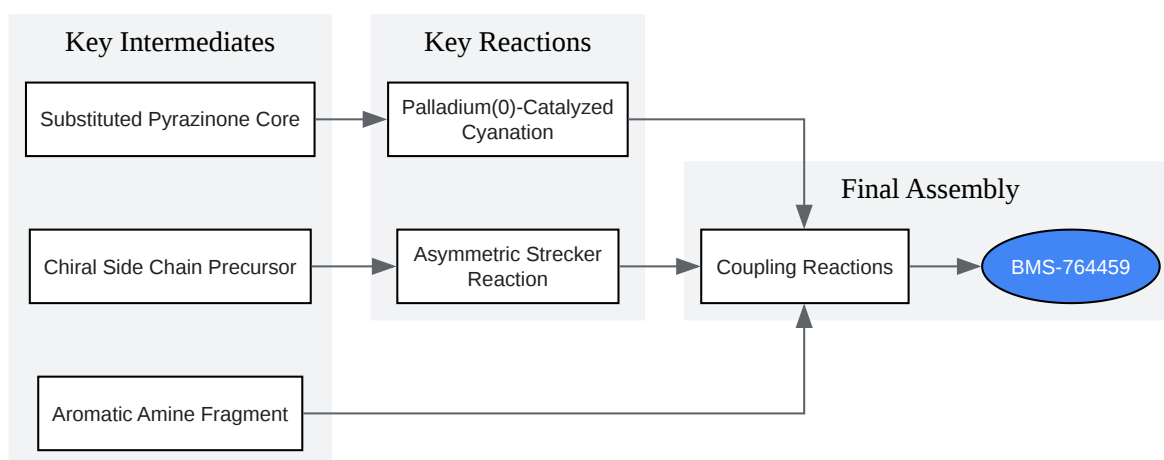 Key Intermediates
Substituted Pyrazinone Core
Chiral Side Chain Precursor
Aromatic Amine Fragment
Key Reactions
Palladium(0)-Catalyzed
Cyanation
Asymmetric Strecker
Reaction
Final Assembly
Coupling Reactions
BMS-764459